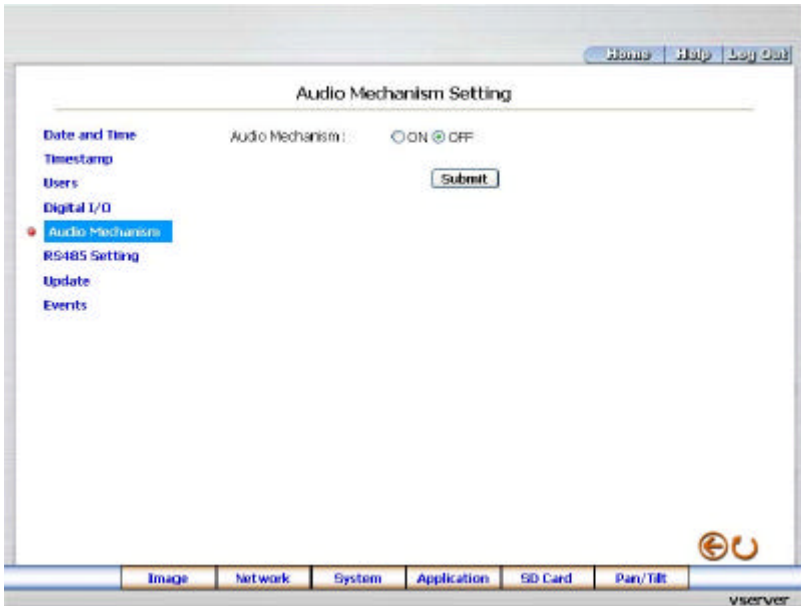 Home Help Log Out
Audio Mechanism Setting
Date and Time
Audio Mechanism: ON OFF
Timestamp
Submit
Users
Digital I/O
Audio Mechanism
RS485 Setting
Update
Events
Image Network System Application SD Card Pan/Tilt
vserver